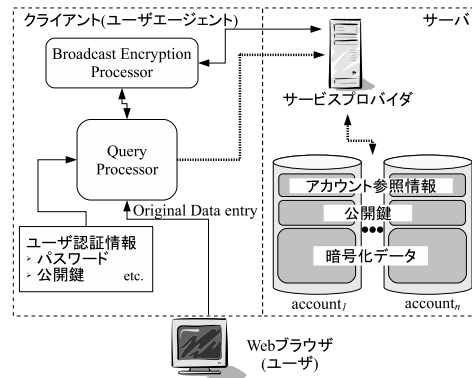 クライアント(ユーザエージェント)
サーバ
Broadcast Encryption
Processor
サービスプロバイダ
Query
Processor
アカウント参照情報
公開鍵
•••
暗号化データ
Original Data entry
ユーザ認証情報
➢ パスワード
➢ 公開鍵 etc.
account1
accountn
Webブラウザ
(ユーザ)